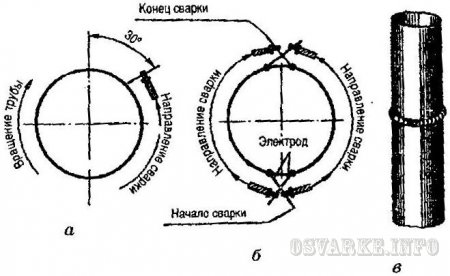 Конец сварки
30°
Вращение трубы
Направление сварки
Направление сварки
Направление сварки
Электрод
Начало сварки
а
б
в
OSVARKE.INFO